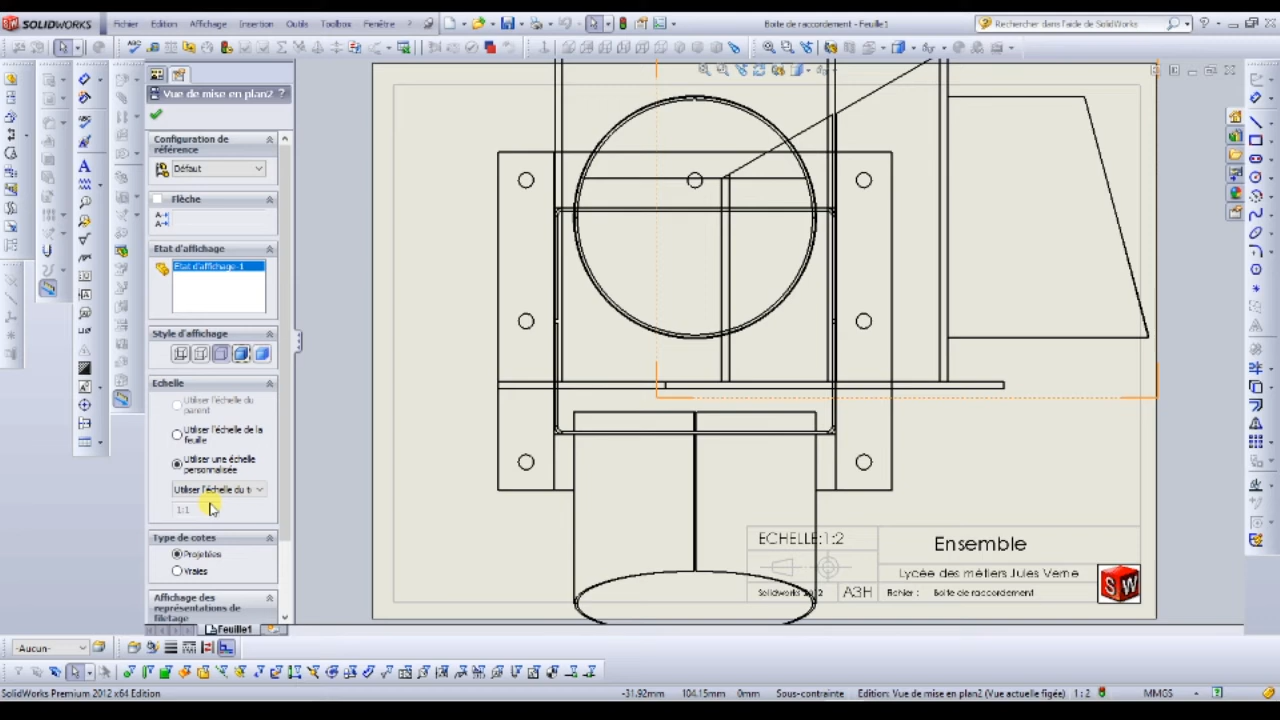 SOLIDWORKS
Fichier Edition Affichage Insertion Outils Toolbox Fenêtre
Boite de raccordement - Feuille1
Rechercher dans l'aide de SolidWorks
Vue de mise en plan2 ?
Configuration de
référence
Défaut
Flèche
Etat d'affichage
Etat d'affichage-1
Style d'affichage
Echelle
Utiliser l'échelle du
parent
Utiliser l'échelle de la
feuille
Utiliser une échelle
personnalisée
Utiliser l'échelle du t
1:1
Type de cotes
Projetées
Vraies
Affichage des
représentations de
filetage
ECHELLE:1:2
Ensemble
Lycée des métiers Jules Verne
A3H
Fichier : Boite de raccordement
SW
Feuille1
-Aucun-
SolidWorks Premium 2012 x64 Edition
-31.92mm 104.15mm 0mm Sous-contrainte Edition: Vue de mise en plan2 (Vue actuelle figée) 1 : 2 MMGS